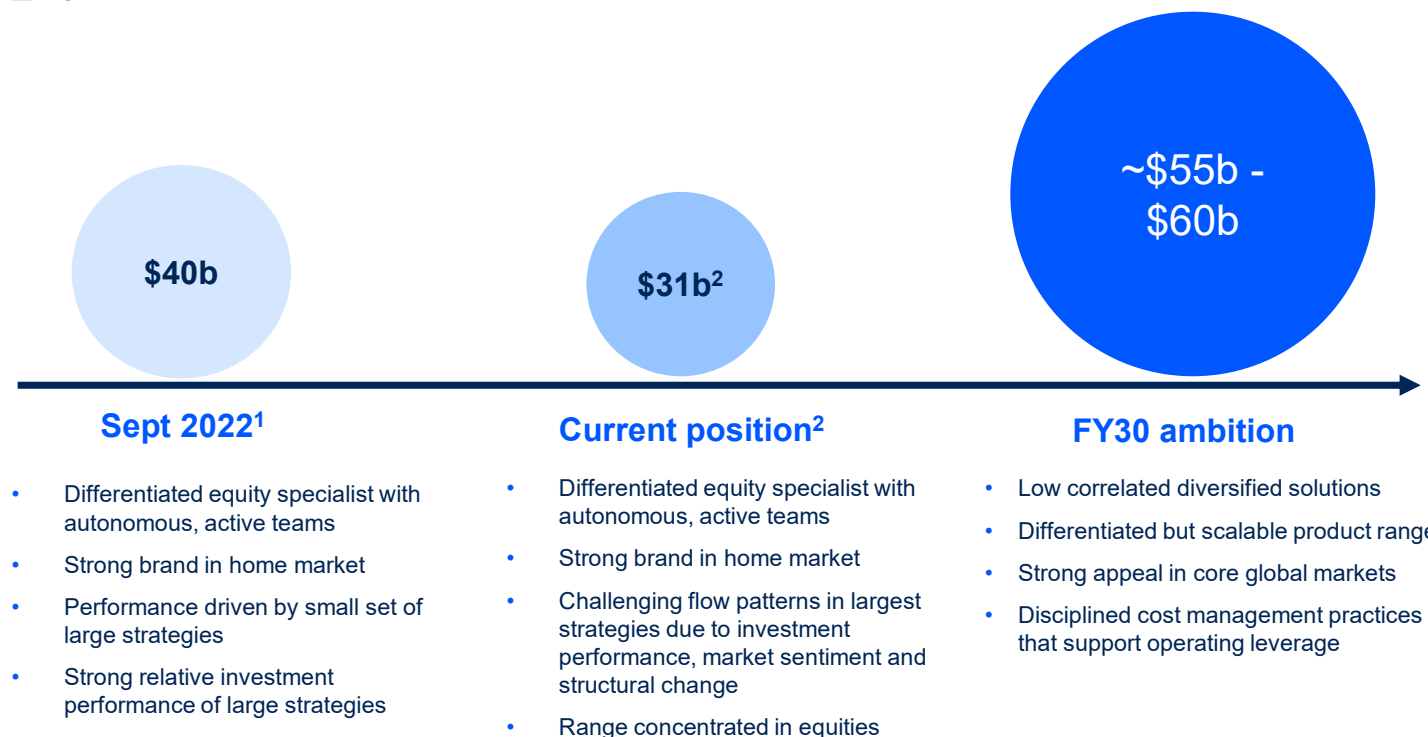 ~$55b -
$60b
$40b
$31b²
Sept 2022¹
Current position²
FY30 ambition
• Differentiated equity specialist with
autonomous, active teams
• Strong brand in home market
• Performance driven by small set of
large strategies
• Strong relative investment
performance of large strategies
• Differentiated equity specialist with
autonomous, active teams
• Strong brand in home market
• Challenging flow patterns in largest
strategies due to investment
performance, market sentiment and
structural change
• Range concentrated in equities
• Low correlated diversified solutions
• Differentiated but scalable product range
• Strong appeal in core global markets
• Disciplined cost management practices
that support operating leverage